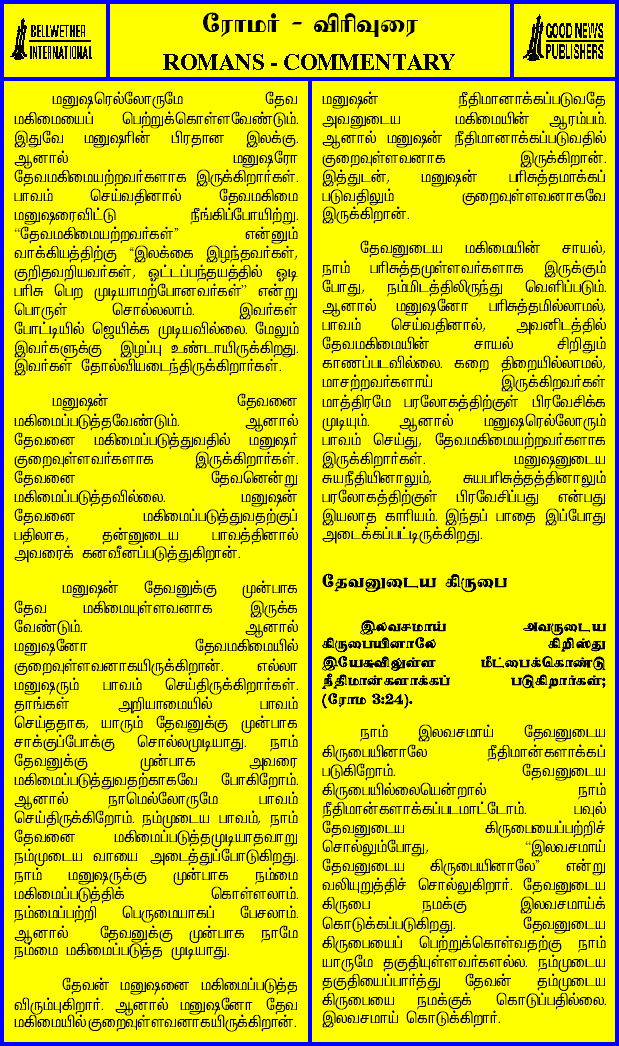 BELLWETHER
INTERNATIONAL
ரோமர் - விரிவுரை
ROMANS - COMMENTARY
GOOD NEWS
PUBLISHERS
மனுஷரெல்லோருமே தேவ
மகிமையைப் பெற்றுக்கொள்ளவேண்டும்.
இதுவே மனுஷரின் பிரதான இலக்கு.
ஆனால் மனுஷரோ
தேவமகிமையற்றவர்களாக இருக்கிறார்கள்.
பாவம் செய்வதினால் தேவமகிமை
மனுஷரைவிட்டு நீங்கிப்போயிற்று.
“தேவமகிமையற்றவர்கள்” என்னும்
வாக்கியத்திற்கு “இலக்கை இழந்தவர்கள்,
குறிதவறியவர்கள், ஓட்டப்பந்தயத்தில் ஓடி
பரிசு பெற முடியாமற்போனவர்கள்” என்று
பொருள் சொல்லலாம். இவர்கள்
போட்டியில் ஜெயிக்க முடியவில்லை. மேலும்
இவர்களுக்கு இழப்பு உண்டாயிருக்கிறது.
இவர்கள் தோல்வியடைந்திருக்கிறார்கள்.
மனுஷன் தேவனை
மகிமைப்படுத்தவேண்டும். ஆனால்
தேவனை மகிமைப்படுத்துவதில் மனுஷர்
குறைவுள்ளவர்களாக இருக்கிறார்கள்.
தேவனை தேவனென்று
மகிமைப்படுத்தவில்லை. மனுஷன்
தேவனை மகிமைப்படுத்துவதற்குப்
பதிலாக, தன்னுடைய பாவத்தினால்
அவரைக் கனவீனப்படுத்துகிறான்.
மனுஷன் தேவனுக்கு முன்பாக
தேவ மகிமையுள்ளவனாக இருக்க
வேண்டும். ஆனால்
மனுஷனோ தேவமகிமையில்
குறைவுள்ளவனாகயிருக்கிறான். எல்லா
மனுஷரும் பாவம் செய்திருக்கிறார்கள்.
தாங்கள் அறியாமையில் பாவம்
செய்ததாக, யாரும் தேவனுக்கு முன்பாக
சாக்குப்போக்கு சொல்லமுடியாது. நாம்
தேவனுக்கு முன்பாக அவரை
மகிமைப்படுத்துவதற்காகவே போகிறோம்.
ஆனால் நாமெல்லோருமே பாவம்
செய்திருக்கிறோம். நம்முடைய பாவம், நாம்
தேவனை மகிமைப்படுத்தமுடியாதவாறு
நம்முடைய வாயை அடைத்துப்போடுகிறது.
நாம் மனுஷருக்கு முன்பாக நம்மை
மகிமைப்படுத்திக் கொள்ளலாம்.
நம்மைப்பற்றி பெருமையாகப் பேசலாம்.
ஆனால் தேவனுக்கு முன்பாக நாமே
நம்மை மகிமைப்படுத்த முடியாது.
தேவன் மனுஷனை மகிமைப்படுத்த
விரும்புகிறார். ஆனால் மனுஷனோ தேவ
மகிமையில் குறைவுள்ளவனாகயிருக்கிறான்.
மனுஷன் நீதிமானாக்கப்படுவதே
அவனுடைய மகிமையின் ஆரம்பம்.
ஆனால் மனுஷன் நீதிமானாக்கப்படுவதில்
குறைவுள்ளவனாக இருக்கிறான்.
இத்துடன், மனுஷன் பரிசுத்தமாக்கப்
படுவதிலும் குறைவுள்ளவனாகவே
இருக்கிறான்.
தேவனுடைய மகிமையின் சாயல்,
நாம் பரிசுத்தமுள்ளவர்களாக இருக்கும்
போது, நம்மிடத்திலிருந்து வெளிப்படும்.
ஆனால் மனுஷனோ பரிசுத்தமில்லாமல்,
பாவம் செய்வதினால், அவனிடத்தில்
தேவமகிமையின் சாயல் சிறிதும்
காணப்படவில்லை. கறை திறையில்லாமல்,
மாசற்றவர்களாய் இருக்கிறவர்கள்
மாத்திரமே பரலோகத்திற்குள் பிரவேசிக்க
முடியும். ஆனால் மனுஷரெல்லோரும்
பாவம் செய்து, தேவமகிமையற்றவர்களாக
இருக்கிறார்கள். மனுஷனுடைய
சுயநீதியினாலும், சுயபரிசுத்தத்தினாலும்
பரலோகத்திற்குள் பிரவேசிப்பது என்பது
இயலாத காரியம். இந்தப் பாதை இப்போது
அடைக்கப்பட்டிருக்கிறது.
தேவனுடைய கிருபை
இலவசமாய் அவருடைய
கிருபையினாலே கிறிஸ்து
இயேசுவிலுள்ள மீட்பைக்கொண்டு
நீதிமான்களாக்கப் படுகிறார்கள்;
(ரோம 3:24).
நாம் இலவசமாய் தேவனுடைய
கிருபையினாலே நீதிமான்களாக்கப்
படுகிறோம். தேவனுடைய
கிருபையில்லையென்றால் நாம்
நீதிமான்களாக்கப்படமாட்டோம். பவுல்
தேவனுடைய கிருபையைப்பற்றிச்
சொல்லும்போது, “இலவசமாய்
தேவனுடைய கிருபையினாலே” என்று
வலியுறுத்திச் சொல்லுகிறார். தேவனுடைய
கிருபை நமக்கு இலவசமாய்க்
கொடுக்கப்படுகிறது. தேவனுடைய
கிருபையைப் பெற்றுக்கொள்வதற்கு நாம்
யாருமே தகுதியுள்ளவர்களல்ல. நம்முடைய
தகுதியைப்பார்த்து தேவன் தம்முடைய
கிருபையை நமக்குக் கொடுப்பதில்லை.
இலவசமாய் கொடுக்கிறார்.